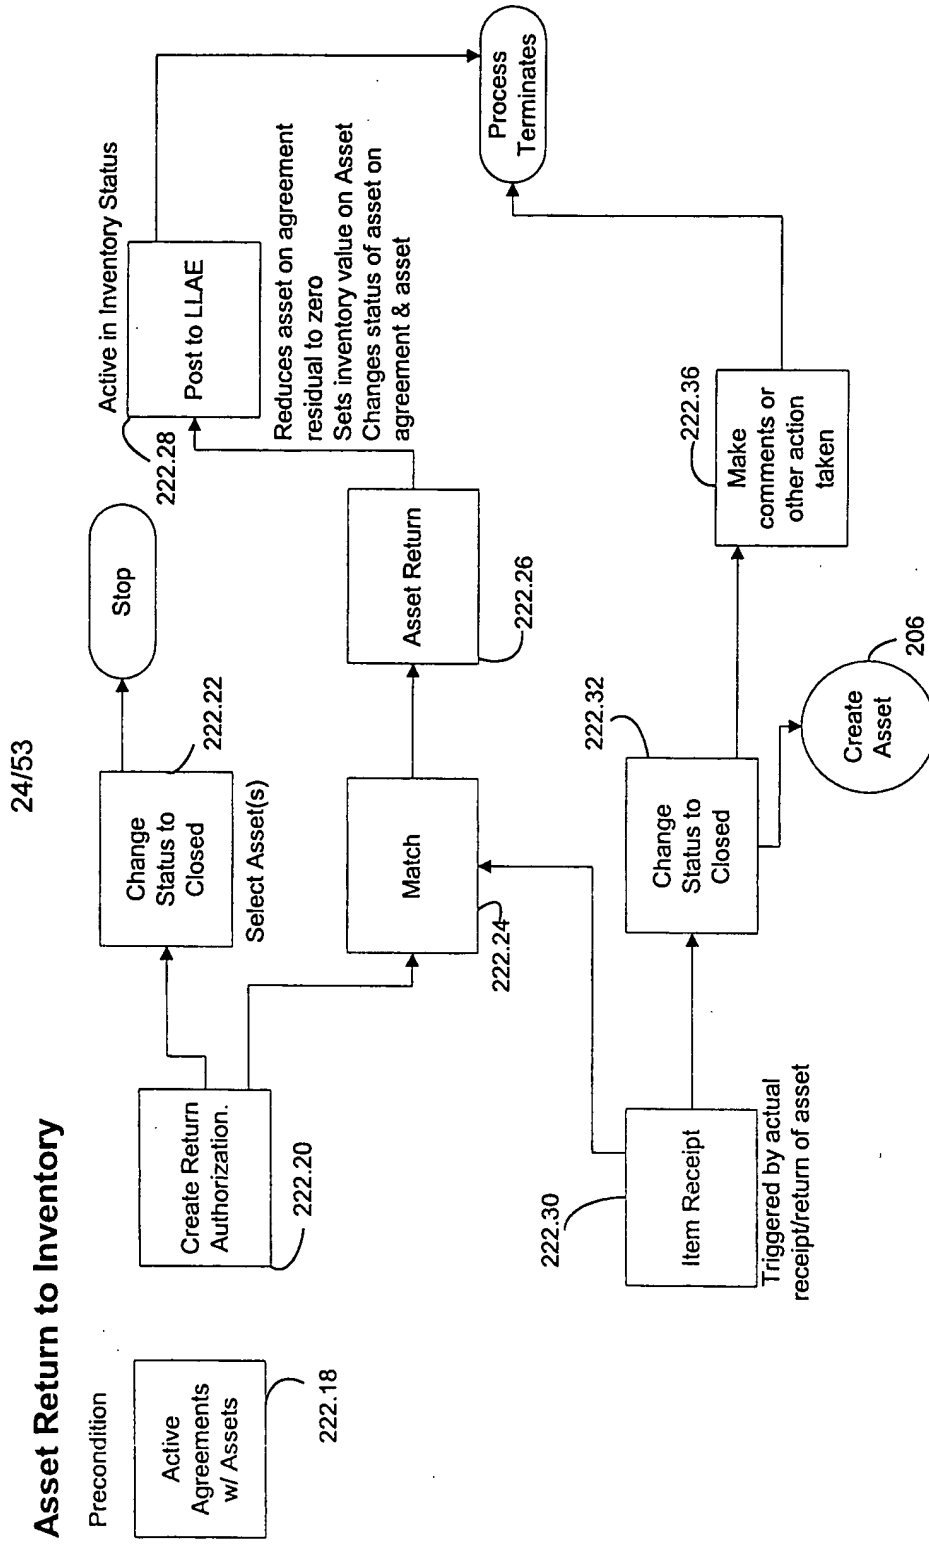 24/53
Asset Return to Inventory
Precondition
Active
Agreements
w/ Assets
222.18
Create Return
Authorization.
222.20
Change
Status to
Closed
222.22
Select Asset(s)
Stop
Match
222.24
Asset Return
222.26
Active in Inventory Status
Post to LLAE
222.28
Reduces asset on agreement
residual to zero
Sets inventory value on Asset
Changes status of asset on
agreement & asset
Process
Terminates
222.30
Item Receipt
Triggered by actual
receipt/return of asset
222.32
Change
Status to
Closed
Create
Asset
206
222.36
Make
comments or
other action
taken